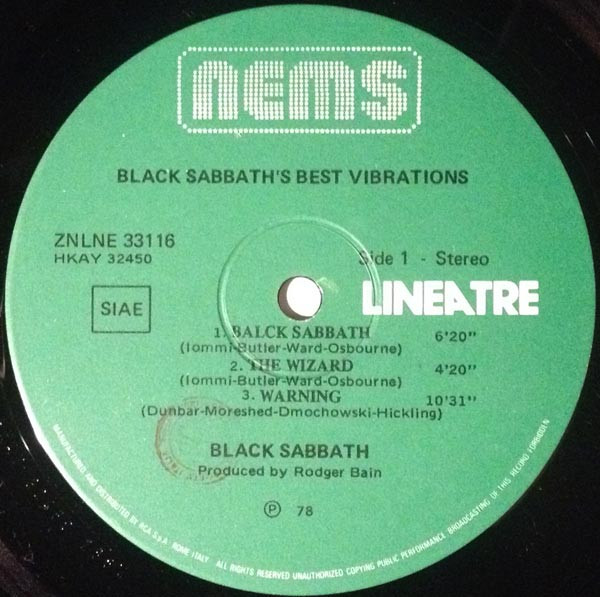 nems
BLACK SABBATH'S BEST VIBRATIONS
ZNLNE 33116
HKAY 32450
Side 1 - Stereo
SIAE
LINEATRE
1. BALCK SABBATH 6'20"
(Iommi-Butler-Ward-Osbourne)
2. THE WIZARD 4'20"
(Iommi-Butler-Ward-Osbourne)
3. WARNING 10'31"
(Dunbar-Moreshed-Dmochowski-Hickling)
BLACK SABBATH
Produced by Rodger Bain
Ⓟ 78
MANUFACTURED AND DISTRIBUTED BY RCA S.p.A. ROME ITALY ALL RIGHTS RESERVED UNAUTHORIZED COPYING PUBLIC PERFORMANCE BROADCASTING OF THIS RECORD FORBIDDEN